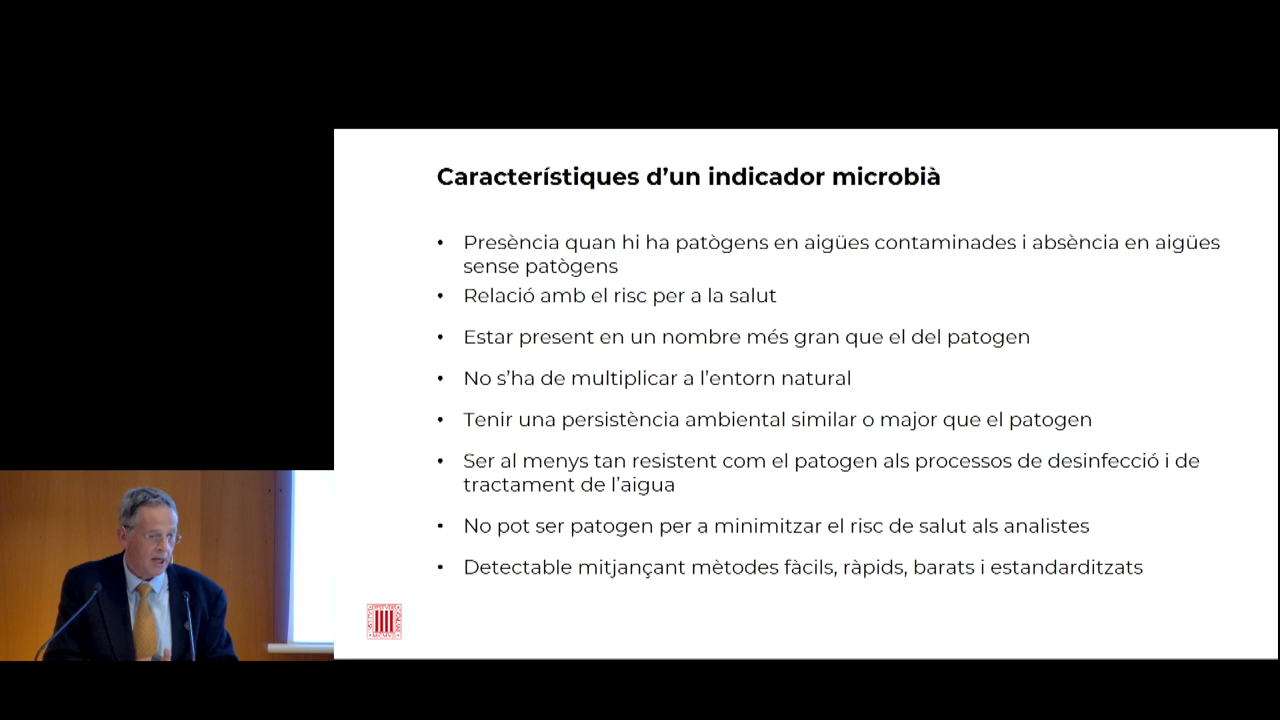 Característiques d’un indicador microbià
• Presència quan hi ha patògens en aigües contaminades i absència en aigües
sense patògens
• Relació amb el risc per a la salut
• Estar present en un nombre més gran que el del patogen
• No s’ha de multiplicar a l’entorn natural
• Tenir una persistència ambiental similar o major que el patogen
• Ser al menys tan resistent com el patogen als processos de desinfecció i de
tractament de l’aigua
• No pot ser patogen per a minimitzar el risc de salut als analistes
• Detectable mitjançant mètodes fàcils, ràpids, barats i estandarditzats